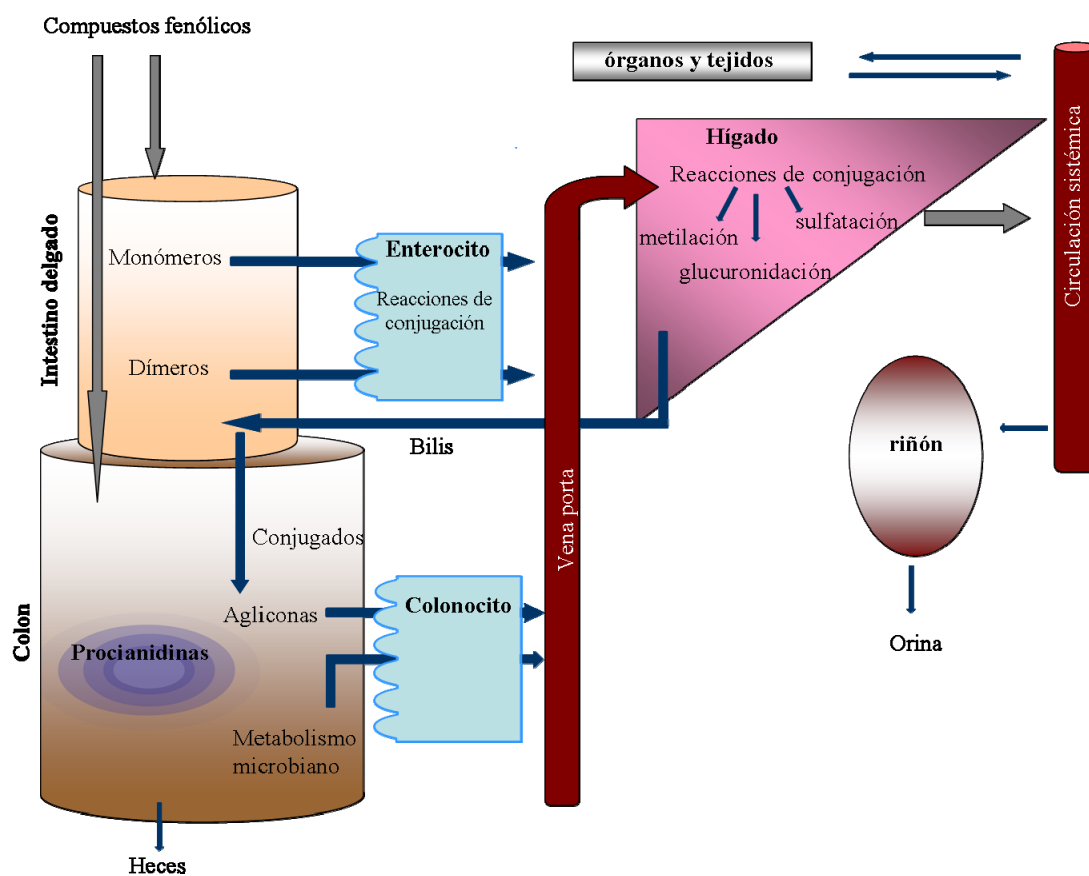 Compuestos fenólicos
órganos y tejidos
Circulación sistémica
Hígado
Reacciones de conjugación
metilación
sulfatación
glucuronidación
Intestino delgado
Monómeros
Enterocito
Reacciones de
conjugación
Dímeros
Bilis
Vena porta
riñón
Orina
Colon
Conjugados
Agliconas
Colonocito
Procianidinas
Metabolismo
microbiano
Heces